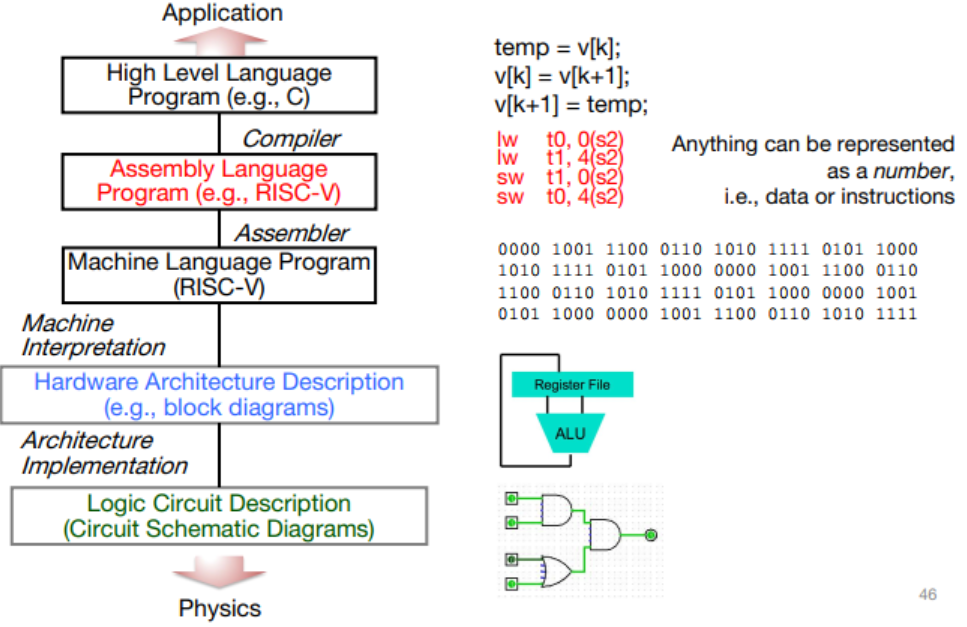 Application
High Level Language
Program (e.g., C)
Compiler
Assembly Language
Program (e.g., RISC-V)
Assembler
Machine Language Program
(RISC-V)
Machine
Interpretation
Hardware Architecture Description
(e.g., block diagrams)
Architecture
Implementation
Logic Circuit Description
(Circuit Schematic Diagrams)
Physics
temp = v[k];
v[k] = v[k+1];
v[k+1] = temp;
lw t0, 0(s2)
lw t1, 4(s2)
sw t1, 0(s2)
sw t0, 4(s2)
Anything can be represented
as a number,
i.e., data or instructions
0000 1001 1100 0110 1010 1111 0101 1000
1010 1111 0101 1000 0000 1001 1100 0110
1100 0110 1010 1111 0101 1000 0000 1001
0101 1000 0000 1001 1100 0110 1010 1111
Register File
ALU
46